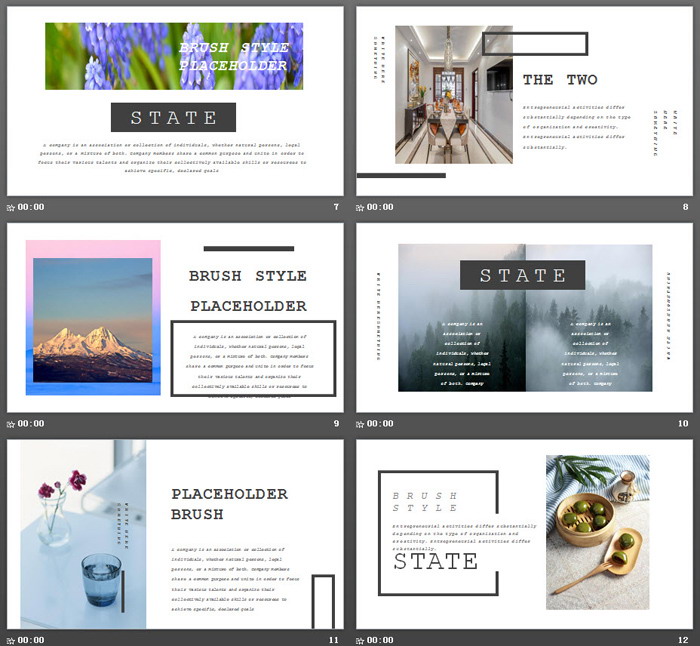 BRUSH STYLE
PLACEHOLDER
STATE
A company is an association or collection of individuals, whether natural persons, legal
persons, or a mixture of both. Company members share a common purpose and unite in order to
focus their various talents and organize their collectively available skills or resources to
achieve specific, declared goals
00:00
7
WRITE HERE
SOMETHING
THE TWO
Entrepreneurial activities differ
substantially depending on the type
of organization and creativity.
Entrepreneurial activities differ
substantially.
WRITE
HERE
SOMETHING
00:00
8
BRUSH STYLE
PLACEHOLDER
A company is an association or collection of
individuals, whether natural persons, legal
persons, or a mixture of both. Company members
share a common purpose and unite in order to focus
their various talents and organize their
collectively available skills or resources to
achieve specific, declared goals
00:00
9
WRITE HERESOMETHING
STATE
A company is an
association or
collection of
individuals, whether
natural persons, legal
persons, or a mixture
of both. Company
A company is an
association or
collection of
individuals, whether
natural persons, legal
persons, or a mixture
of both. Company
WRITE HERESOMETHING
00:00
10
WRITE HERE
SOMETHING
PLACEHOLDER
BRUSH
A company is an association or collection of
individuals, whether natural persons, legal
persons, or a mixture of both. Company members
share a common purpose and unite in order to focus
their various talents and organize their
collectively available skills or resources to
achieve specific, declared goals
00:00
11
BRUSH
STYLE
Entrepreneurial activities differ substantially
depending on the type of organization and
creativity. Entrepreneurial activities differ
substantially.
STATE
00:00
12